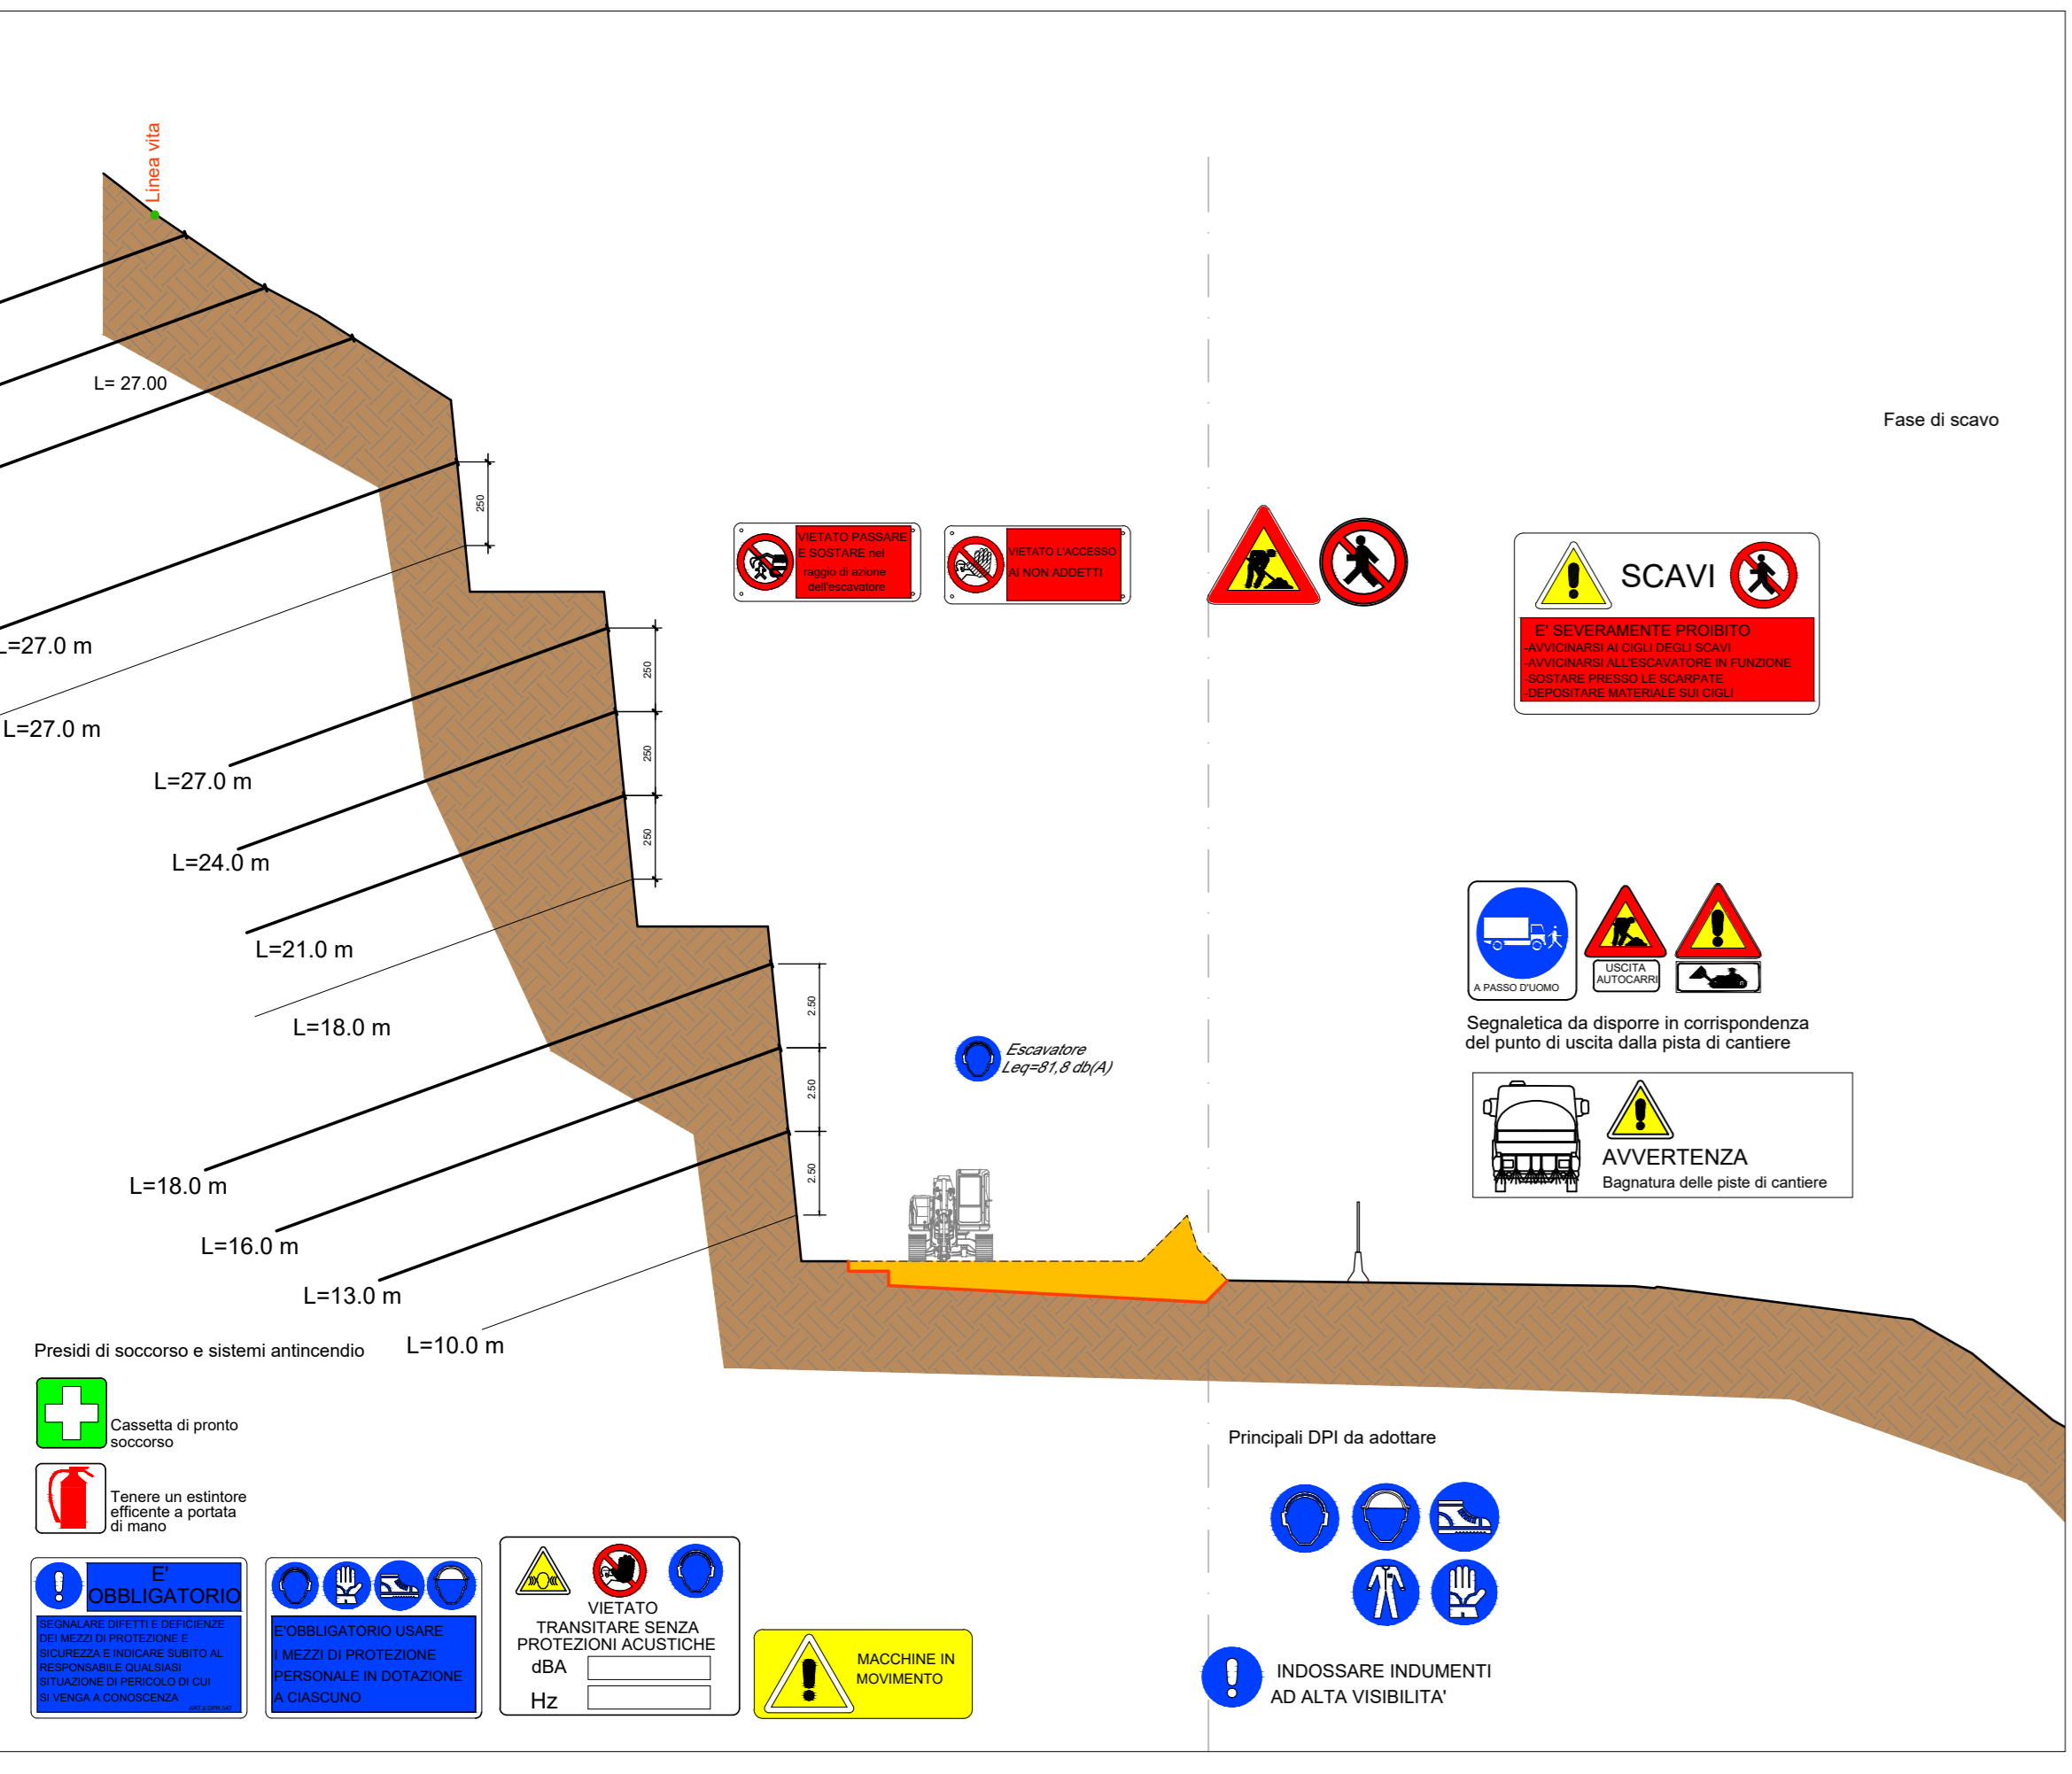 Linea vita
L= 27.00
Fase di scavo
250
VIETATO PASSARE
E SOSTARE nel
raggio di azione
dell'escavatore
VIETATO L'ACCESSO
AI NON ADDETTI
SCAVI
E' SEVERAMENTE PROIBITO
-AVVICINARSI AI CIGLI DEGLI SCAVI
-AVVICINARSI ALL'ESCAVATORE IN FUNZIONE
-SOSTARE PRESSO LE SCARPATE
-DEPOSITARE MATERIALE SUI CIGLI
L=27.0 m
250
L=27.0 m
250
L=27.0 m
250
L=24.0 m
L=21.0 m
L=18.0 m
A PASSO D'UOMO
USCITA
AUTOCARRI
Segnaletica da disporre in corrispondenza
del punto di uscita dalla pista di cantiere
2.50
2.50
2.50
Escavatore
Leq=81,8 db(A)
AVVERTENZA
Bagnatura delle piste di cantiere
L=18.0 m
L=16.0 m
L=13.0 m
L=10.0 m
Presidi di soccorso e sistemi antincendio
Cassetta di pronto
soccorso
Tenere un estintore
efficente a portata
di mano
Principali DPI da adottare
E'
OBBLIGATORIO
SEGNALARE DIFETTI E DEFICIENZE
DEI MEZZI DI PROTEZIONE E
SICUREZZA E INDICARE SUBITO AL
RESPONSABILE QUALSIASI
SITUAZIONE DI PERICOLO DI CUI
SI VENGA A CONOSCENZA
E'OBBLIGATORIO USARE
I MEZZI DI PROTEZIONE
PERSONALE IN DOTAZIONE
A CIASCUNO
VIETATO
TRANSITARE SENZA
PROTEZIONI ACUSTICHE
dBA
Hz
MACCHINE IN
MOVIMENTO
INDOSSARE INDUMENTI
AD ALTA VISIBILITA'